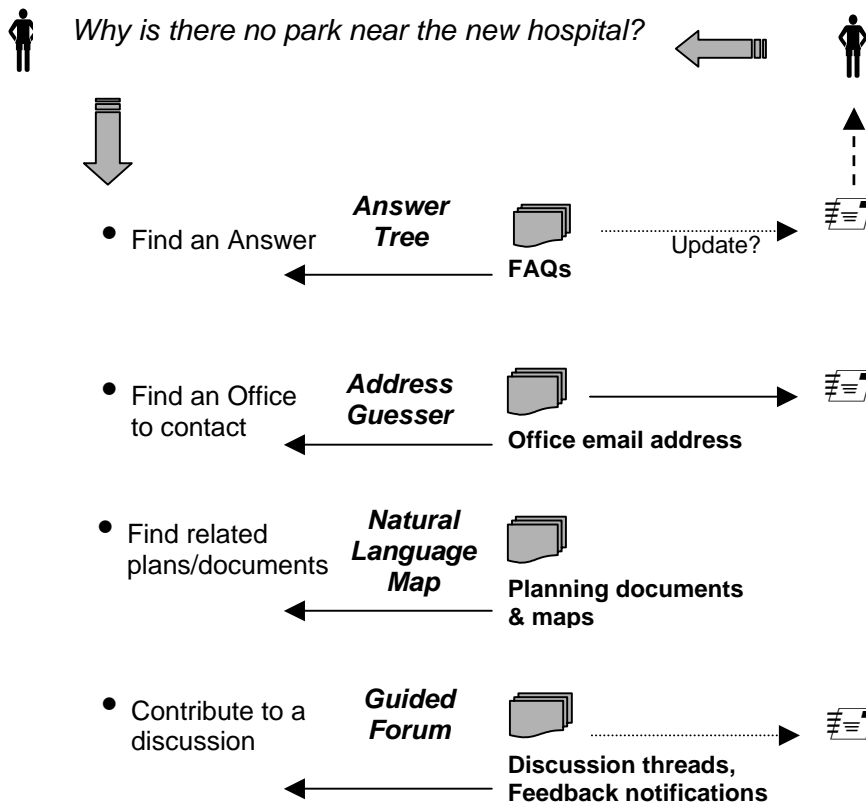 Why is there no park near the new hospital?
• Find an Answer
Answer
Tree
FAQs
Update?
• Find an Office
to contact
Address
Guesser
Office email address
• Find related
plans/documents
Natural
Language
Map
Planning documents
& maps
• Contribute to a
discussion
Guided
Forum
Discussion threads,
Feedback notifications